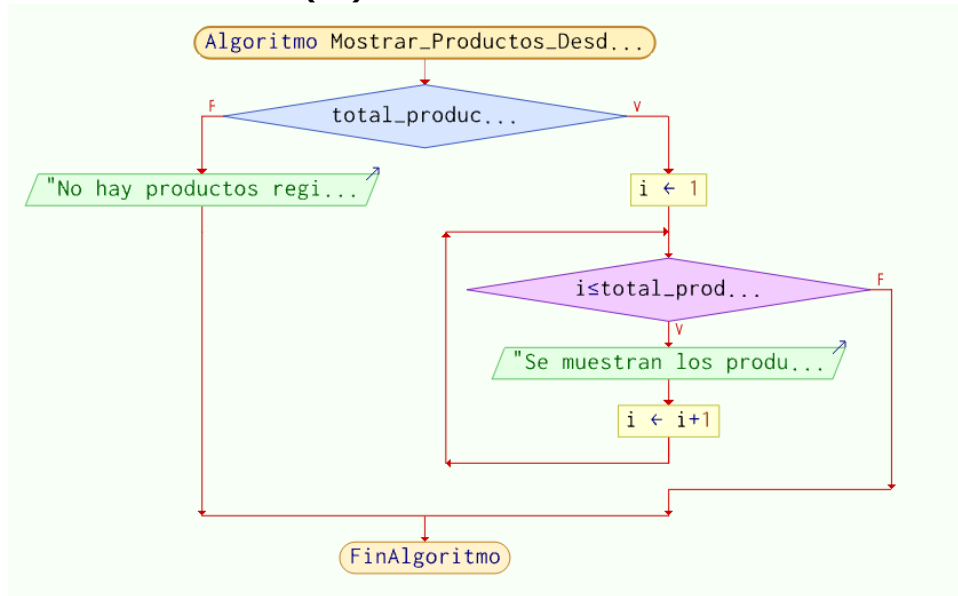 Algoritmo Mostrar_Productos_Desd...
total_produc...
F
V
"No hay productos regi...
i ← 1
i≤total_prod...
F
V
"Se muestran los produ...
i ← i+1
FinAlgoritmo